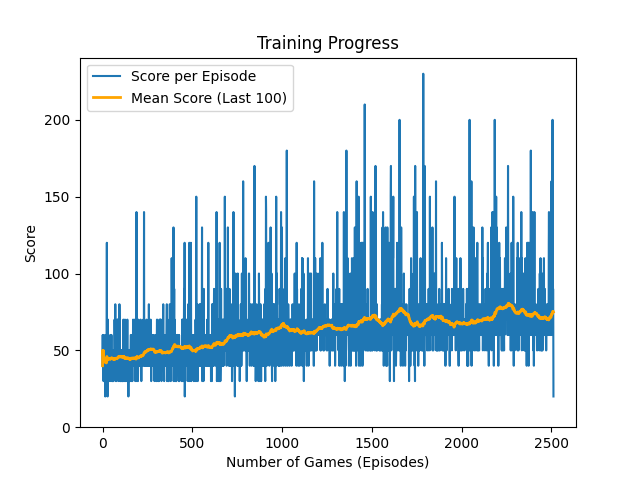 Training Progress
Score per Episode
Mean Score (Last 100)
200
150
100
50
0
Score
0 500 1000 1500 2000 2500
Number of Games (Episodes)